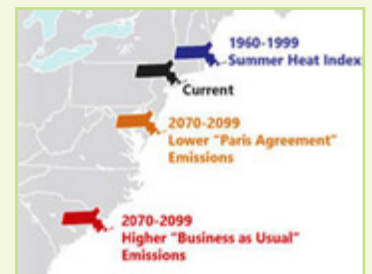 1960-1999
Summer Heat Index
Current
2070-2099
Lower "Paris Agreement"
Emissions
2070-2099
Higher "Business as Usual"
Emissions